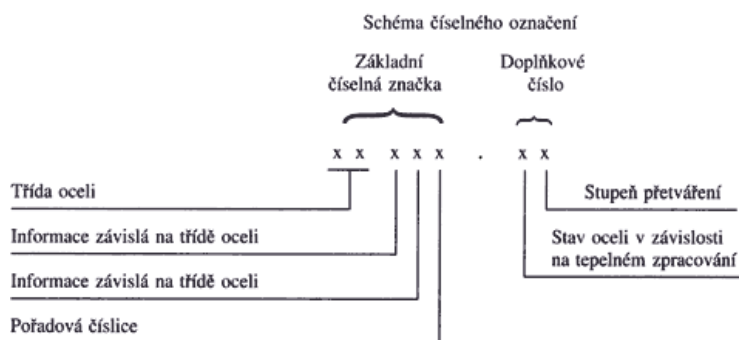 Schéma číselného označení
Základní
číselná značka
Doplňkové
číslo
x x x x x . x x
Třída oceli
Informace závislá na třídě oceli
Informace závislá na třídě oceli
Pořadová číslice
Stupeň přetváření
Stav oceli v závislosti
na tepelném zpracování